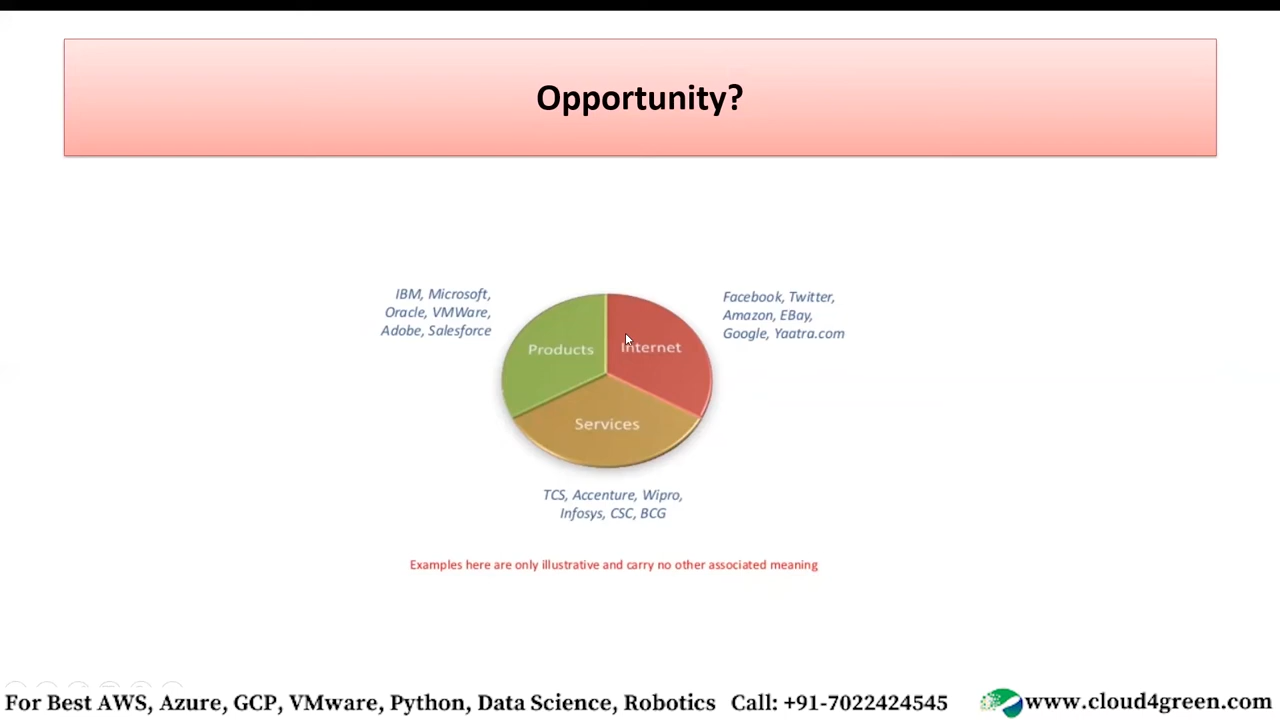 Opportunity?
IBM, Microsoft,
Oracle, VMWare,
Adobe, Salesforce
Facebook, Twitter,
Amazon, EBay,
Google, Yaatra.com
Products
Internet
Services
TCS, Accenture, Wipro,
Infosys, CSC, BCG
Examples here are only illustrative and carry no other associated meaning
For Best AWS, Azure, GCP, VMware, Python, Data Science, Robotics Call: +91-7022424545 www.cloud4green.com